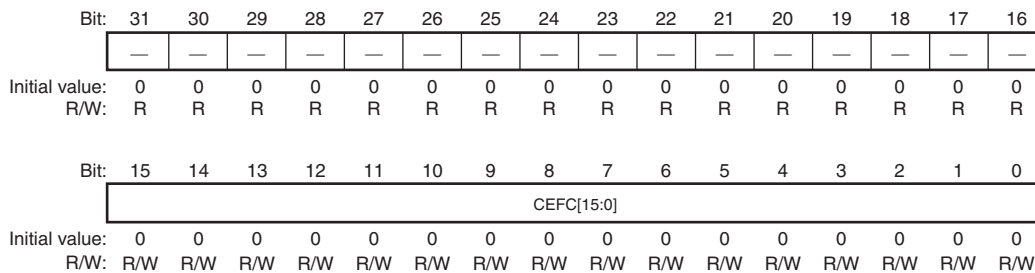 Bit: 31 30 29 28 27 26 25 24 23 22 21 20 19 18 17 16
— — — — — — — — — — — — — — — —
Initial value: 0 0 0 0 0 0 0 0 0 0 0 0 0 0 0 0
R/W: R R R R R R R R R R R R R R R R
Bit: 15 14 13 12 11 10 9 8 7 6 5 4 3 2 1 0
CEFC[15:0]
Initial value: 0 0 0 0 0 0 0 0 0 0 0 0 0 0 0 0
R/W: R/W R/W R/W R/W R/W R/W R/W R/W R/W R/W R/W R/W R/W R/W R/W R/W